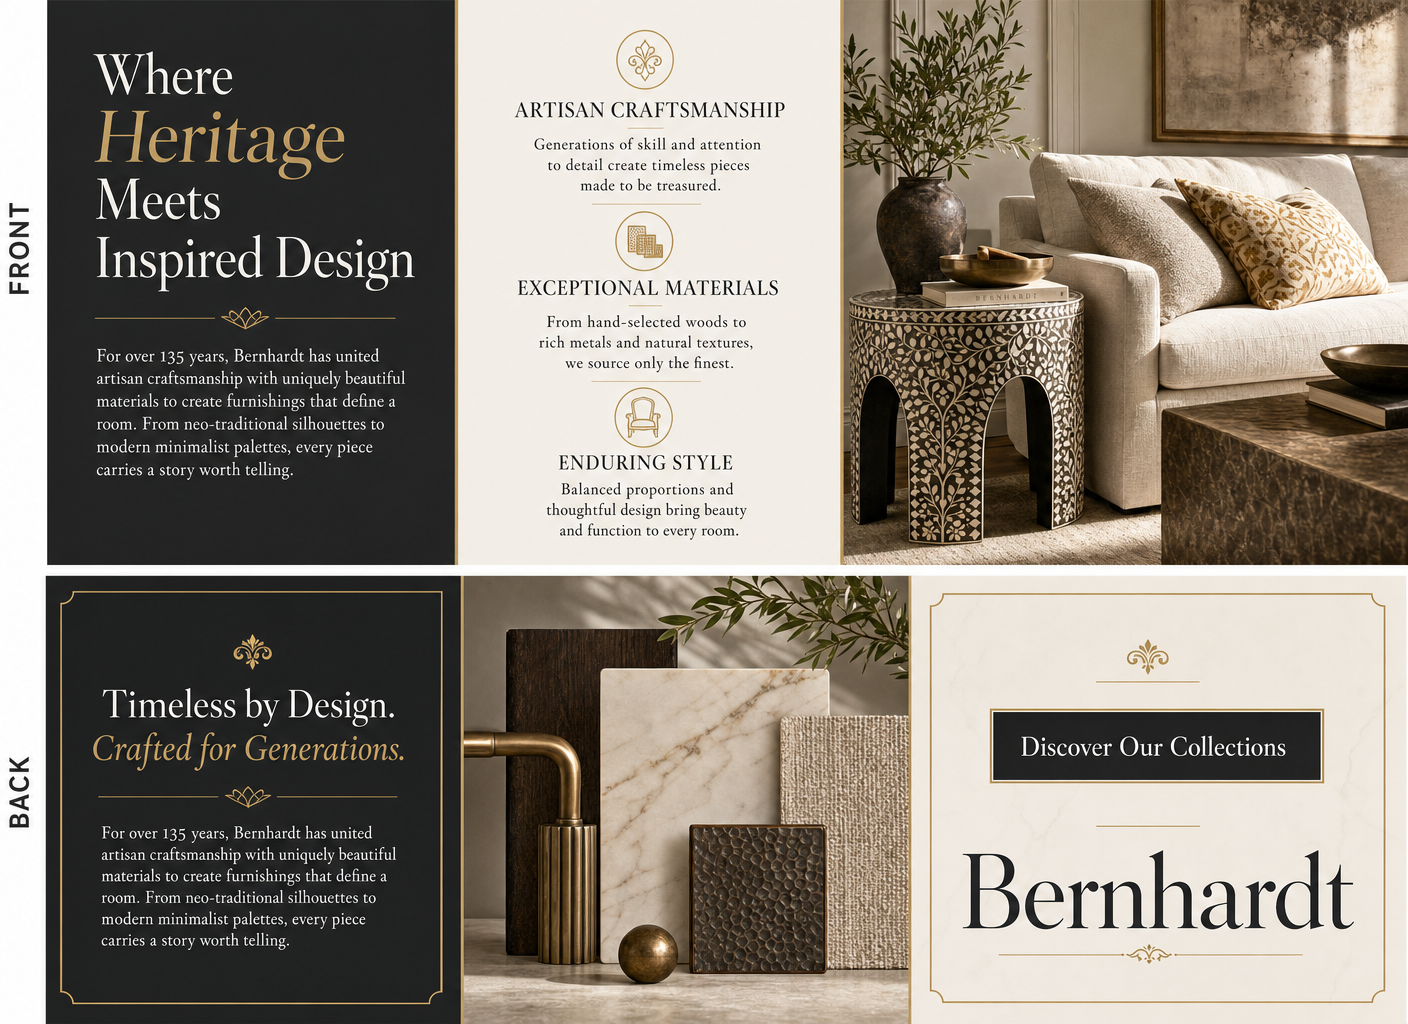 FRONT
Where
Heritage
Meets
Inspired Design
For over 135 years, Bernhardt has united
artisan craftsmanship with uniquely beautiful
materials to create furnishings that define a
room. From neo-traditional silhouettes to
modern minimalist palettes, every piece
carries a story worth telling.
ARTISAN CRAFTSMANSHIP
Generations of skill and attention
to detail create timeless pieces
made to be treasured.
EXCEPTIONAL MATERIALS
From hand-selected woods to
rich metals and natural textures,
we source only the finest.
ENDURING STYLE
Balanced proportions and
thoughtful design bring beauty
and function to every room.
BERNHARDT
BACK
Timeless by Design.
Crafted for Generations.
For over 135 years, Bernhardt has united
artisan craftsmanship with uniquely beautiful
materials to create furnishings that define a
room. From neo-traditional silhouettes to
modern minimalist palettes, every piece
carries a story worth telling.
Discover Our Collections
Bernhardt